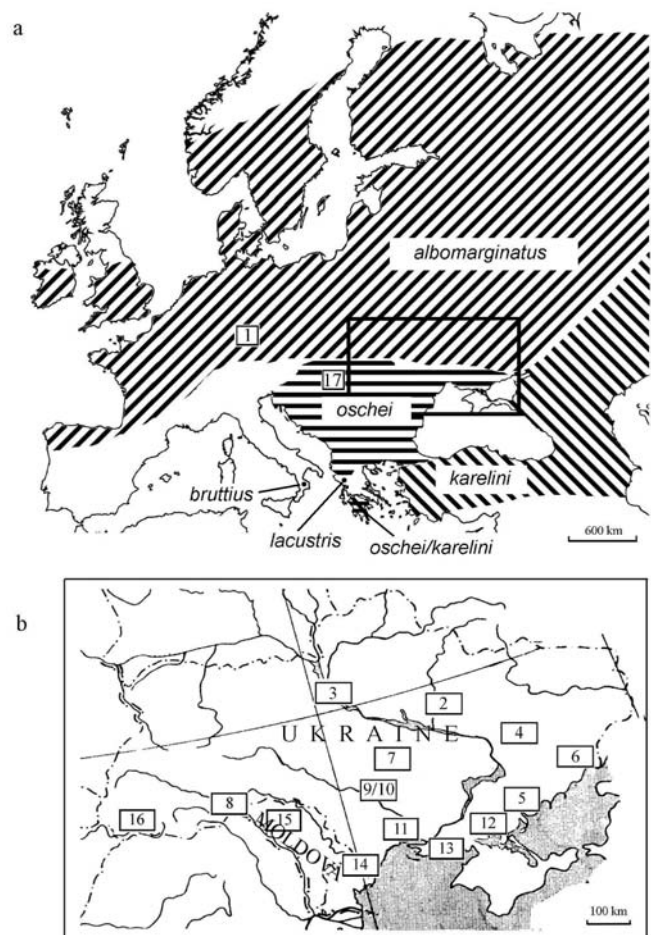 a
albomarginatus
1
17
oschei
karelini
bruttius
lacustris
oschei/karelini
600 km
b
3
2
UKRAINE
4
7
6
9/10
5
8
15
11
12
16
MOLDOVA
13
14
100 km